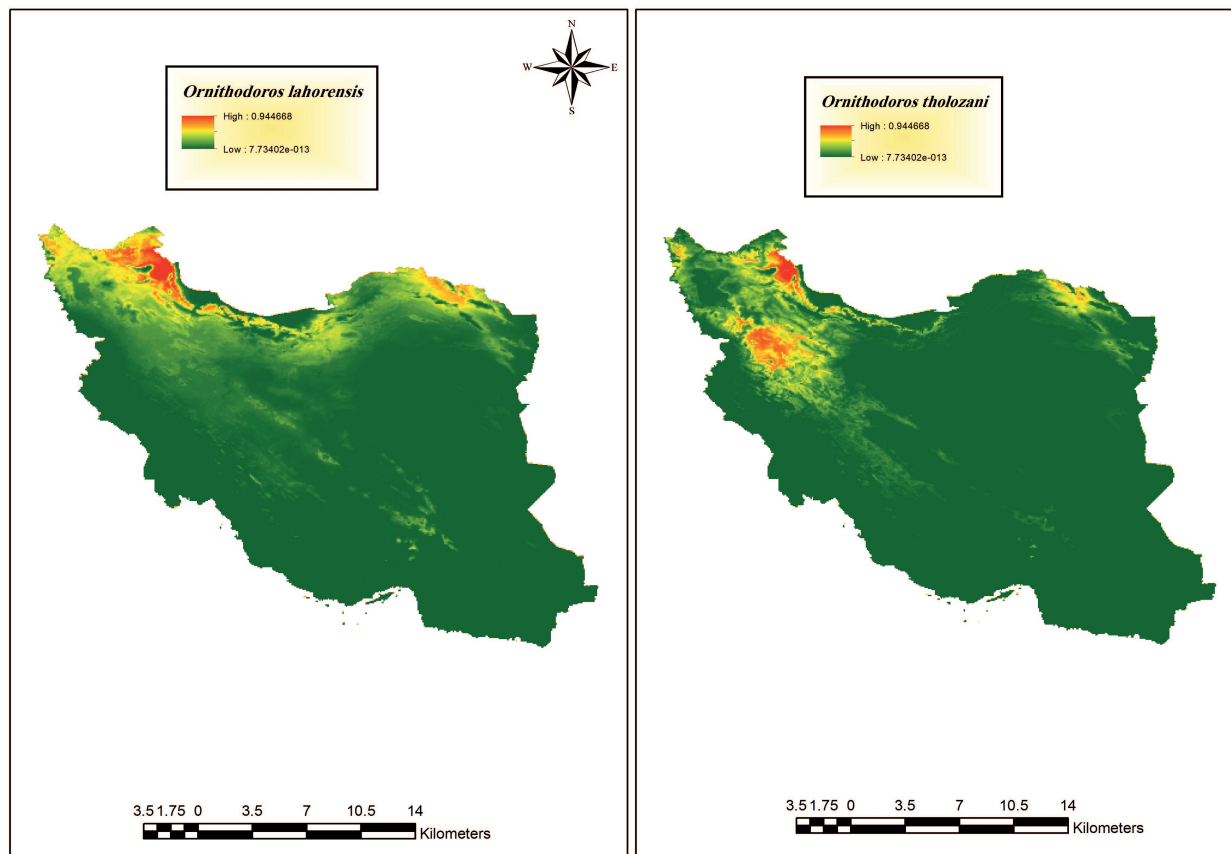 N
W E
S
Ornithodoros lahorensis
High : 0.944668
Low : 7.73402e-013
3.5 1.75 0 3.5 7 10.5 14
Kilometers
Ornithodoros tholozani
High : 0.944668
Low : 7.73402e-013
3.5 1.75 0 3.5 7 10.5 14
Kilometers